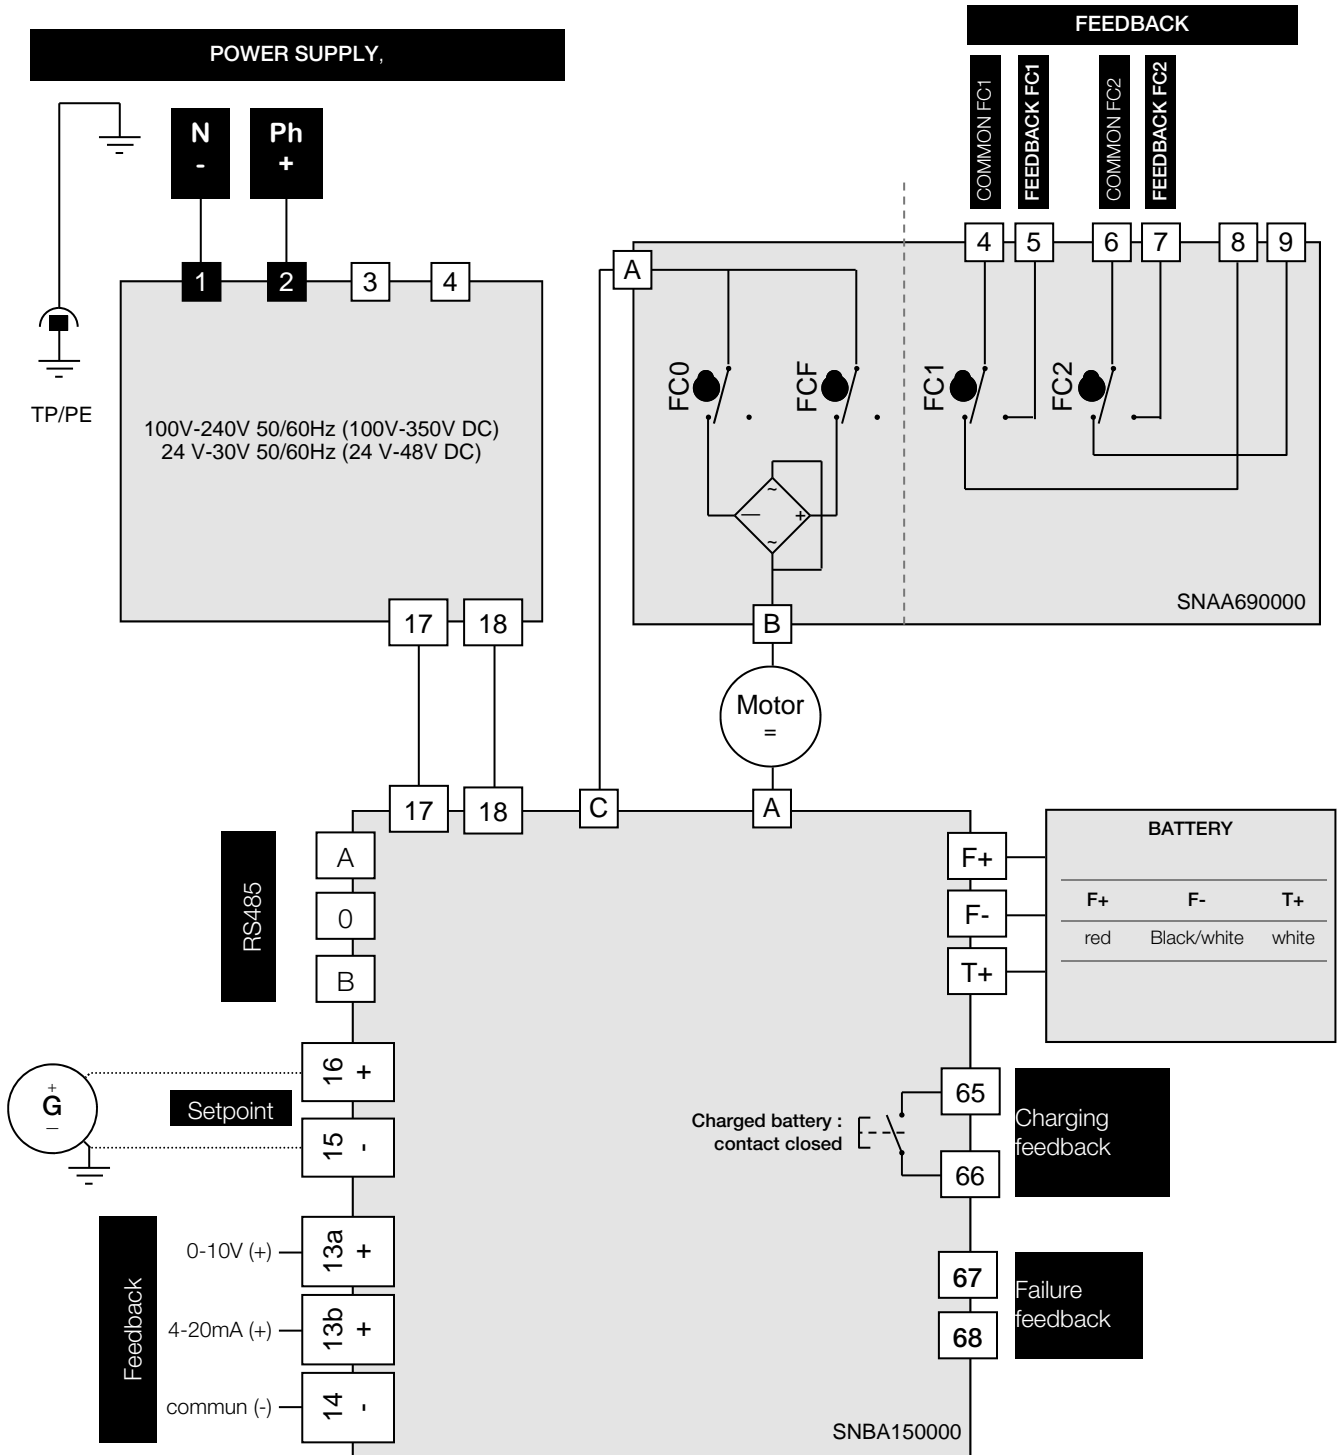 POWER SUPPLY,
FEEDBACK
COMMON FC1
FEEDBACK FC1
COMMON FC2
FEEDBACK FC2
N
-
Ph
+
1
2
3
4
TP/PE
100V-240V 50/60Hz (100V-350V DC)
24 V-30V 50/60Hz (24 V-48V DC)
17
18
4
5
6
7
8
9
A
FC0
FCF
FC1
FC2
~
—
+
~
SNAA690000
B
Motor
=
17
18
C
A
RS485
A
0
B
F+
F-
T+
BATTERY
F+ F- T+
red Black/white white
+
G
—
Setpoint
16 +
15 -
Charged battery :
contact closed
65
66
Charging
feedback
Feedback
0-10V (+)
13a +
4-20mA (+)
13b +
commun (-)
14 -
67
68
Failure
feedback
SNBA150000